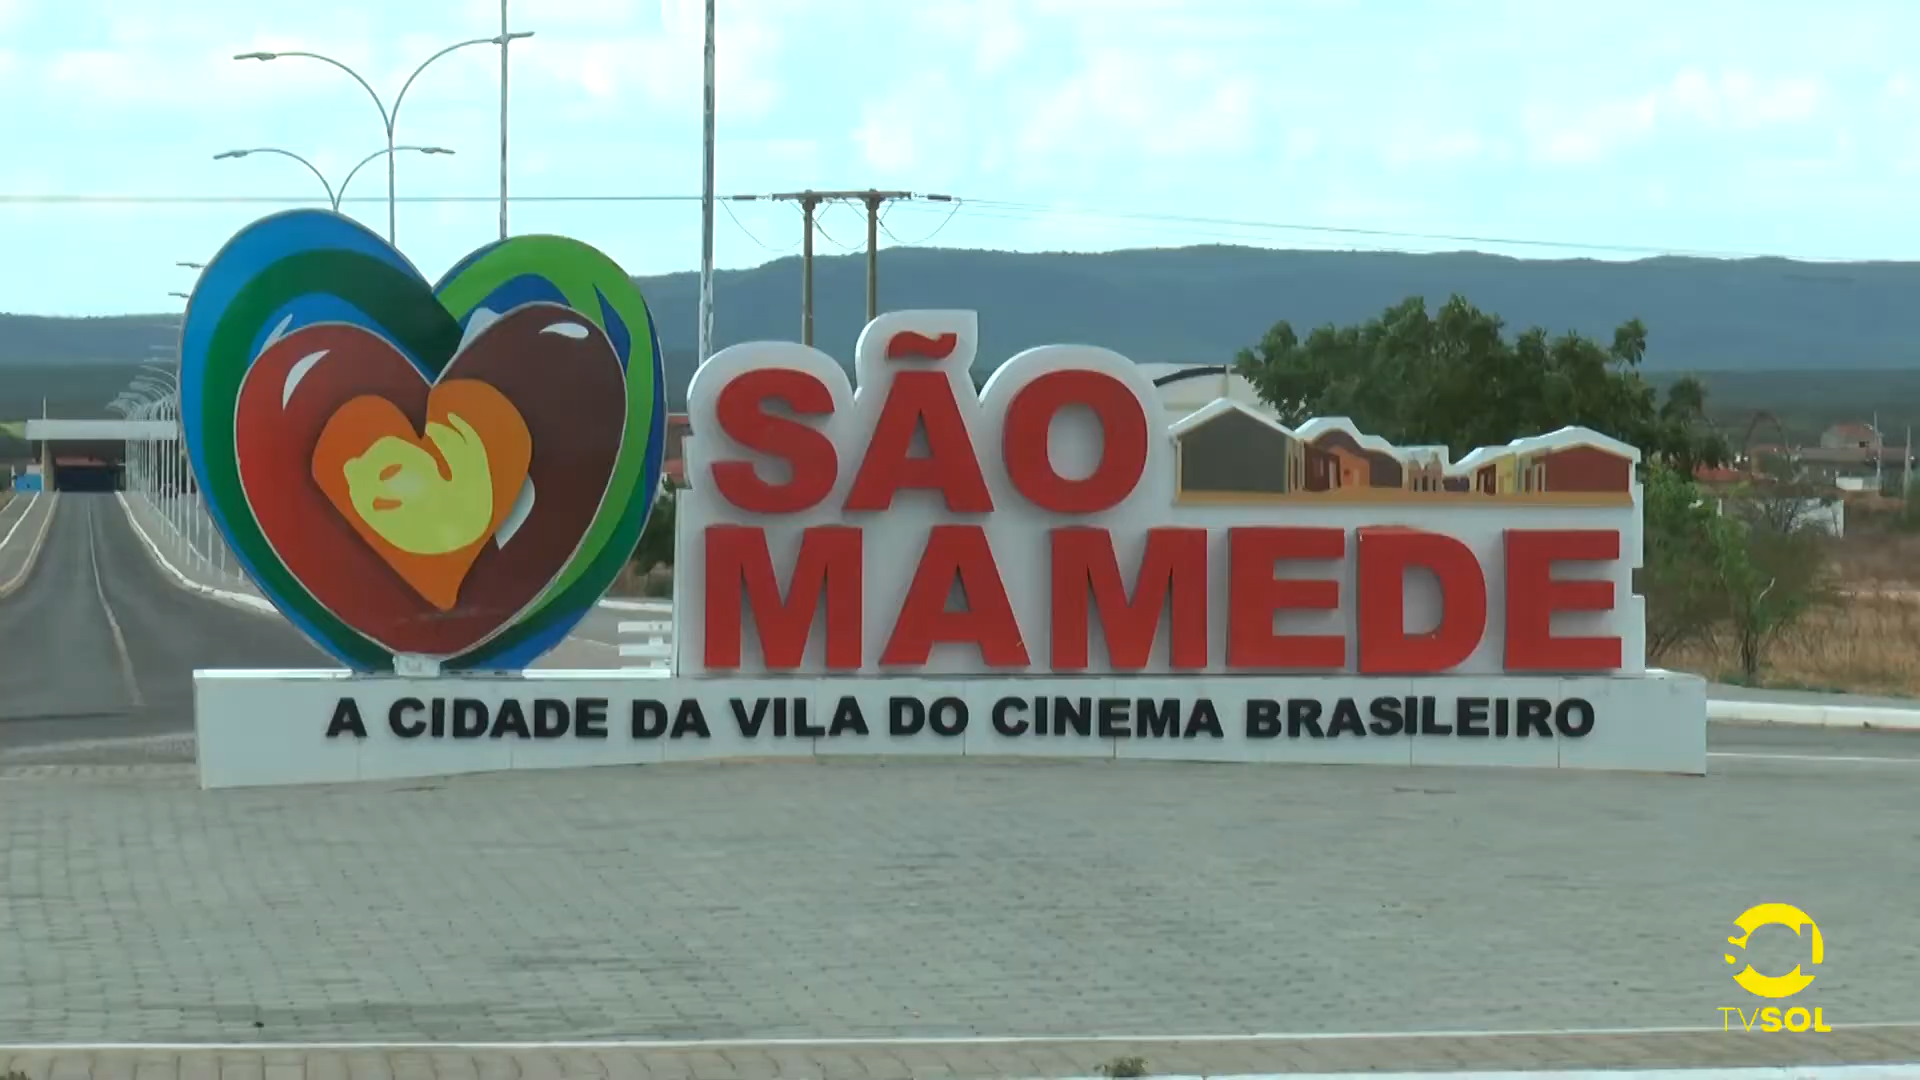 SÃO
MAMEDE
A CIDADE DA VILA DO CINEMA BRASILEIRO
TVSOL